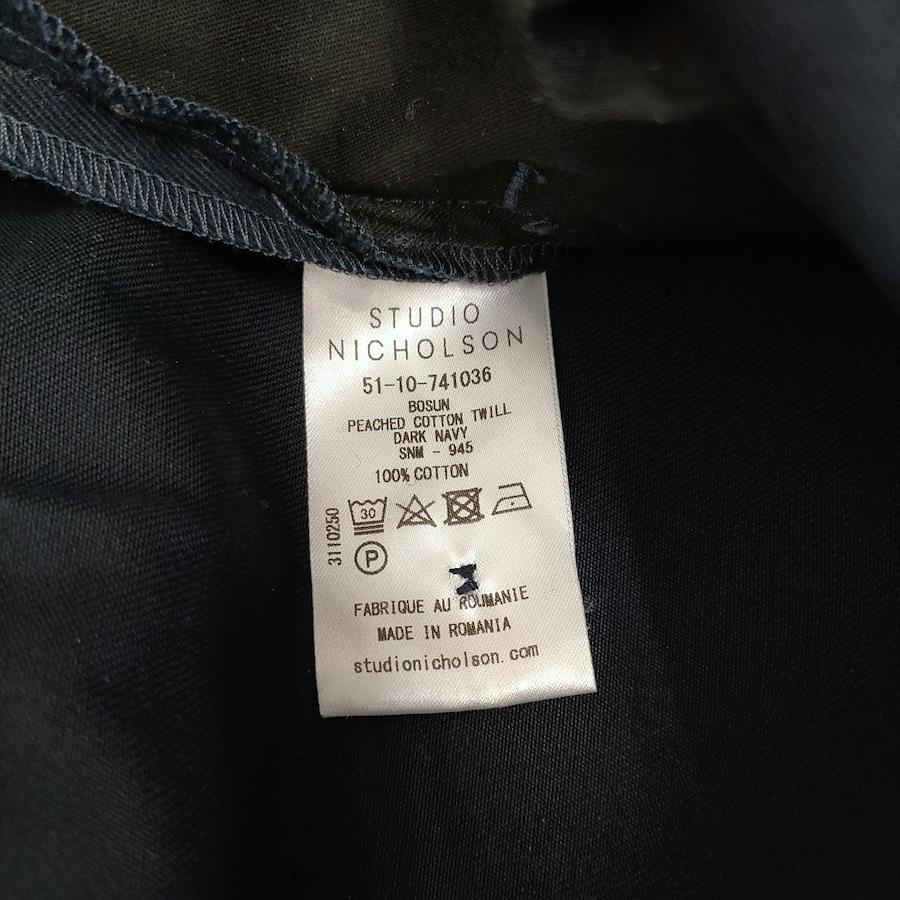 STUDIO
NICHOLSON
51-10-741036
BOSUN
PEACHED COTTON TWILL
DARK NAVY
SNM - 945
100% COTTON
30
3110250
P
FABRIQUE AU ROUMANIE
MADE IN ROMANIA
studionicholson.com